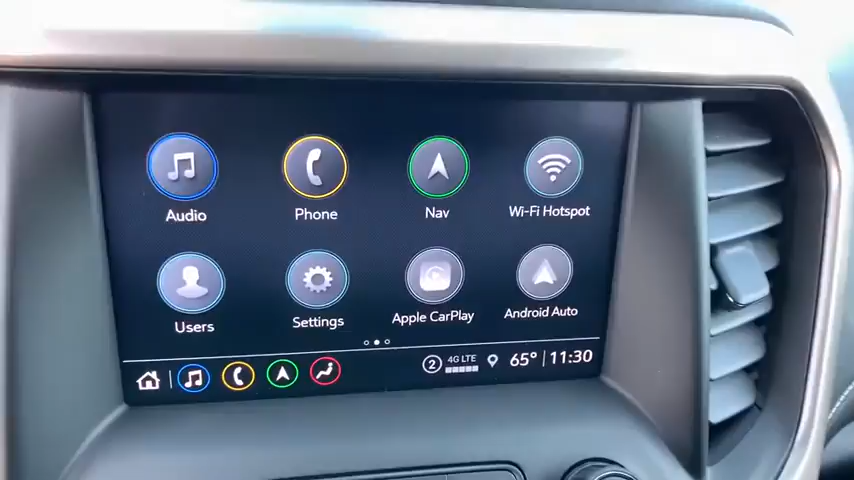 Audio
Phone
Nav
Wi-Fi Hotspot
Users
Settings
Apple CarPlay
Android Auto
2 4G LTE 65° 11:30